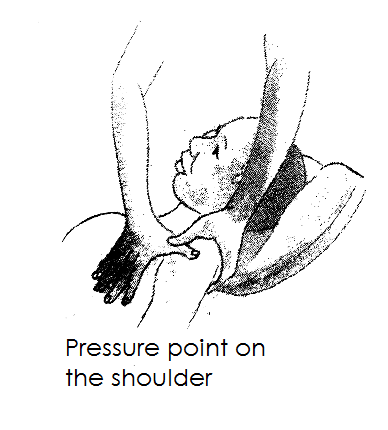 Pressure point on
the shoulder